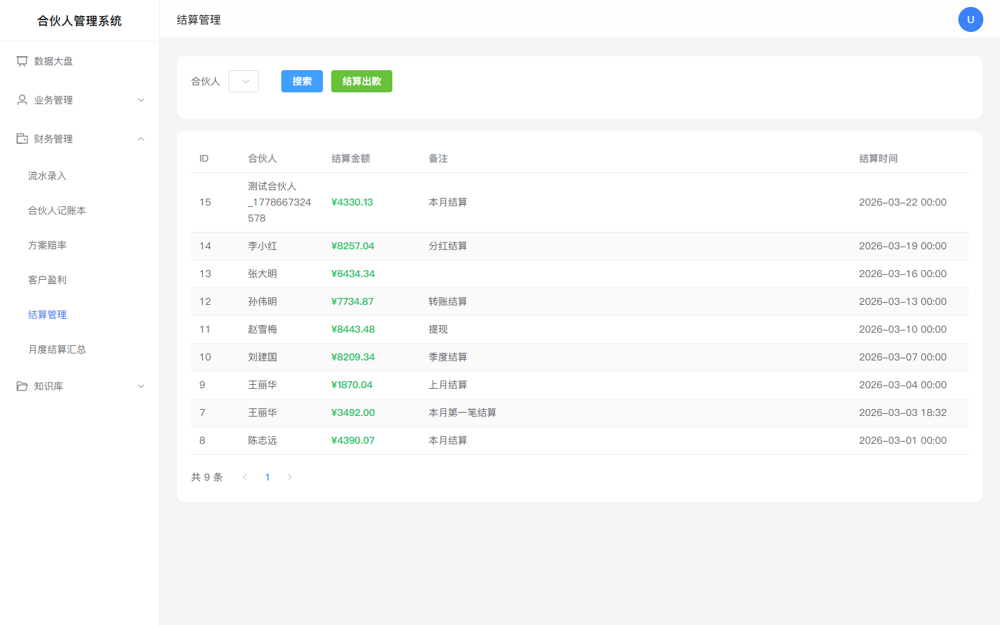 合伙人管理系统
结算管理
U
数据大盘
业务管理
财务管理
流水录入
合伙人记账本
方案赔率
客户盈利
结算管理
月度结算汇总
知识库
合伙人 搜索 结算出款
ID 合伙人 结算金额 备注 结算时间
15 测试合伙人_1778667324578 ¥4330.13 本月结算 2026-03-22 00:00
14 李小红 ¥8257.04 分红结算 2026-03-19 00:00
13 张大明 ¥6434.34 2026-03-16 00:00
12 孙伟明 ¥7734.87 转账结算 2026-03-13 00:00
11 赵雪梅 ¥8443.48 提现 2026-03-10 00:00
10 刘建国 ¥8209.34 季度结算 2026-03-07 00:00
9 王丽华 ¥1870.04 上月结算 2026-03-04 00:00
7 王丽华 ¥3492.00 本月第一笔结算 2026-03-03 18:32
8 陈志远 ¥4390.07 本月结算 2026-03-01 00:00
共 9 条 1